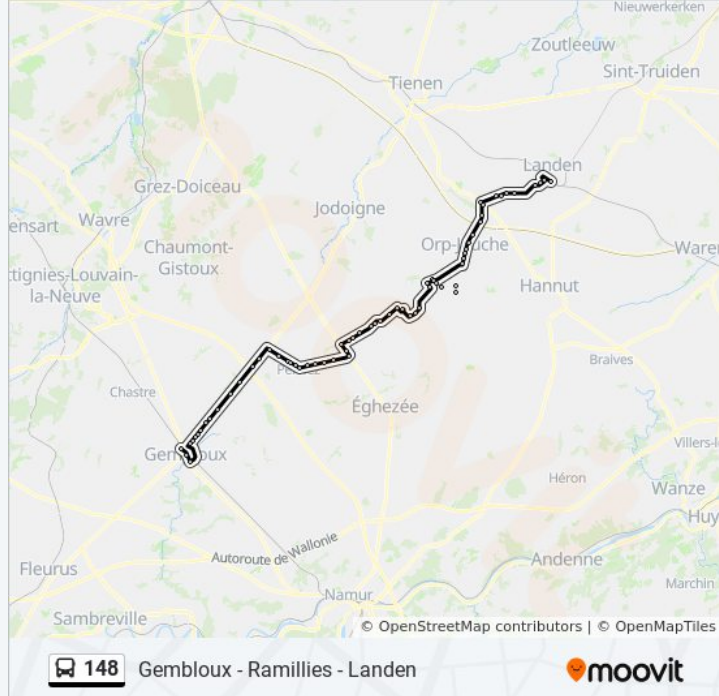 Nieuwerkerken
Zoutleeuw
Tienen
Sint-Truiden
Landen
Grez-Doiceau
Jodoigne
ensart
Wavre
Orp-Jauche
Waren
Chaumont-
Gistoux
ctignies-Louvain-
la-Neuve
Hannut
Braives
Chastre
Éghezée
Villers-l
Gembloux
Héron
Wanze
Huy
Autoroute de Wallonie
Andenne
Fleurus
Marchin
Namur
Sambreville
© OpenStreetMap contributors | © OpenMapTiles
148 Gembloux - Ramillies - Landen
moovit